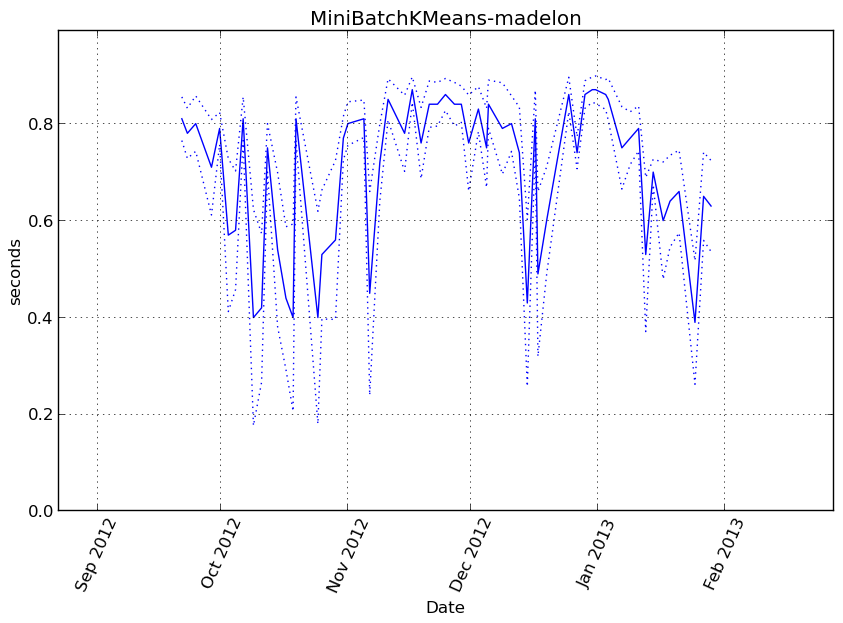 MiniBatchKMeans-madelon
seconds
0.8
0.6
0.4
0.2
0.0
Sep 2012
Oct 2012
Nov 2012
Dec 2012
Jan 2013
Feb 2013
Date